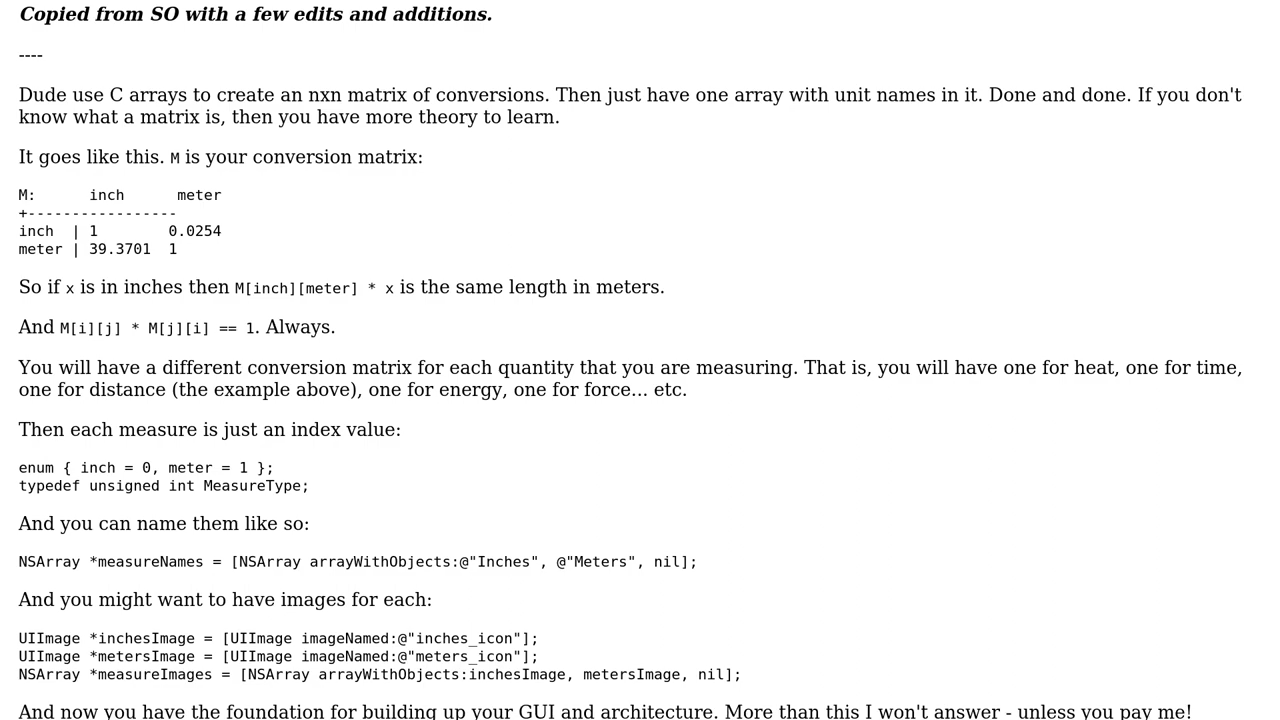 Copied from SO with a few edits and additions.
----
Dude use C arrays to create an nxn matrix of conversions. Then just have one array with unit names in it. Done and done. If you don't
know what a matrix is, then you have more theory to learn.
It goes like this. M is your conversion matrix:
M:      inch      meter
+-----------------
inch  | 1        0.0254
meter | 39.3701  1
So if x is in inches then M[inch][meter] * x is the same length in meters.
And M[i][j] * M[j][i] == 1. Always.
You will have a different conversion matrix for each quantity that you are measuring. That is, you will have one for heat, one for time,
one for distance (the example above), one for energy, one for force... etc.
Then each measure is just an index value:
enum { inch = 0, meter = 1 };
typedef unsigned int MeasureType;
And you can name them like so:
NSArray *measureNames = [NSArray arrayWithObjects:@"Inches", @"Meters", nil];
And you might want to have images for each:
UIImage *inchesImage = [UIImage imageNamed:@"inches_icon"];
UIImage *metersImage = [UIImage imageNamed:@"meters_icon"];
NSArray *measureImages = [NSArray arrayWithObjects:inchesImage, metersImage, nil];
And now you have the foundation for building up your GUI and architecture. More than this I won't answer - unless you pay me!